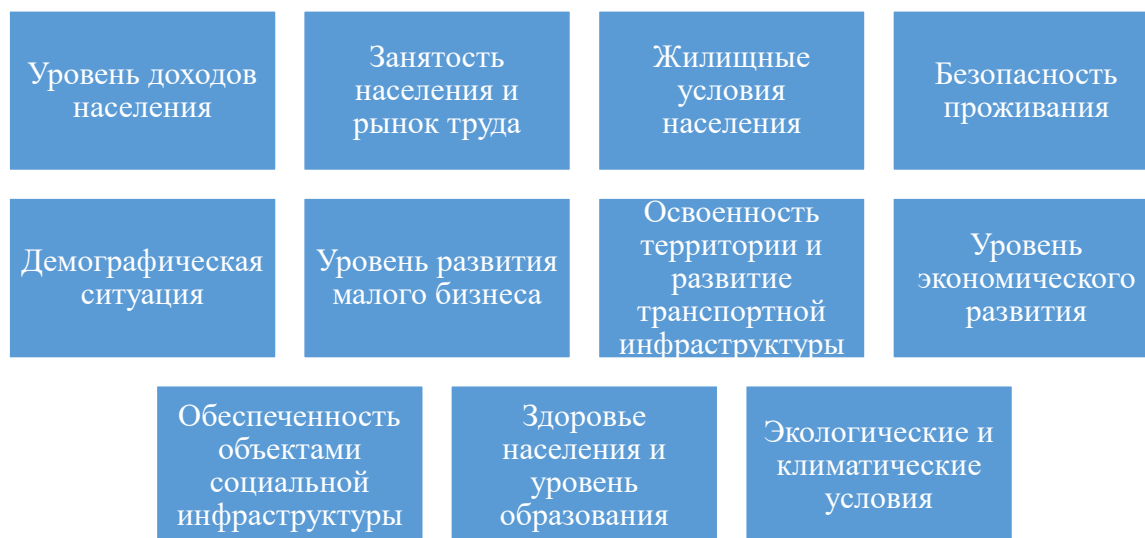 Уровень доходов
населения
Занятость
населения и
рынок труда
Жилищные
условия
населения
Безопасность
проживания
Демографическая
ситуация
Уровень развития
малого бизнеса
Освоенность
территории и
развитие
транспортной
инфраструктуры
Уровень
экономического
развития
Обеспеченность
объектами
социальной
инфраструктуры
Здоровье
населения и
уровень
образования
Экологические и
климатические
условия